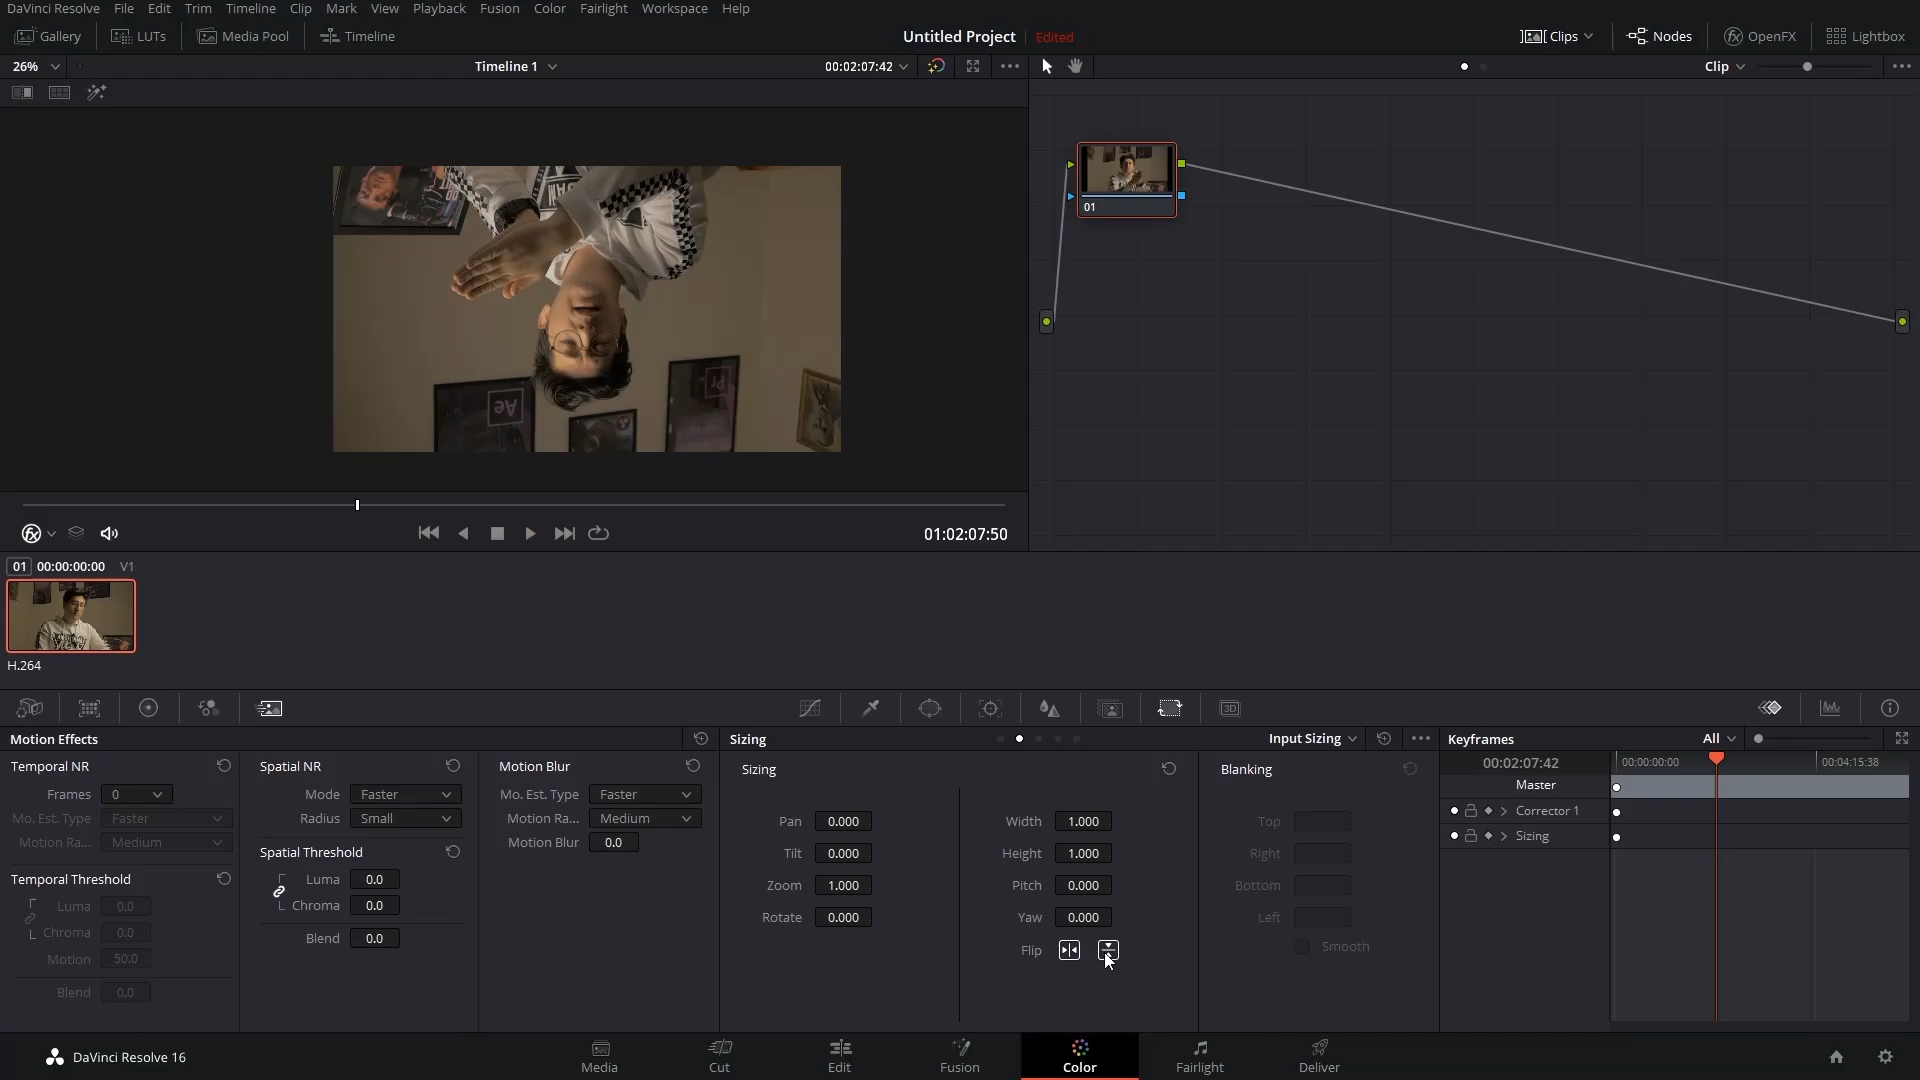 DaVinci Resolve File Edit Trim Timeline Clip Mark View Playback Fusion Color Fairlight Workspace Help
Gallery LUTs Media Pool Timeline Untitled Project Edited Clips Nodes OpenFX Lightbox
26% Timeline 1 00:02:07:42 Clip
01
Ae
Pr
01:02:07:50
01 00:00:00:00 V1
H.264
3D
Motion Effects
Temporal NR
Frames 0
Mo. Est. Type Faster
Motion Ra... Medium
Temporal Threshold
Luma 0.0
Chroma 0.0
Motion 50.0
Blend 0.0
Spatial NR
Mode Faster
Radius Small
Spatial Threshold
Luma 0.0
Chroma 0.0
Blend 0.0
Motion Blur
Mo. Est. Type Faster
Motion Ra... Medium
Motion Blur 0.0
Sizing Input Sizing
Sizing
Pan 0.000
Tilt 0.000
Zoom 1.000
Rotate 0.000
Width 1.000
Height 1.000
Pitch 0.000
Yaw 0.000
Flip
Blanking
Top
Right
Bottom
Left
Smooth
Keyframes All
00:02:07:42 00:00:00:00 00:04:15:38
Master
Corrector 1
Sizing
DaVinci Resolve 16 Media Cut Edit Fusion Color Fairlight Deliver